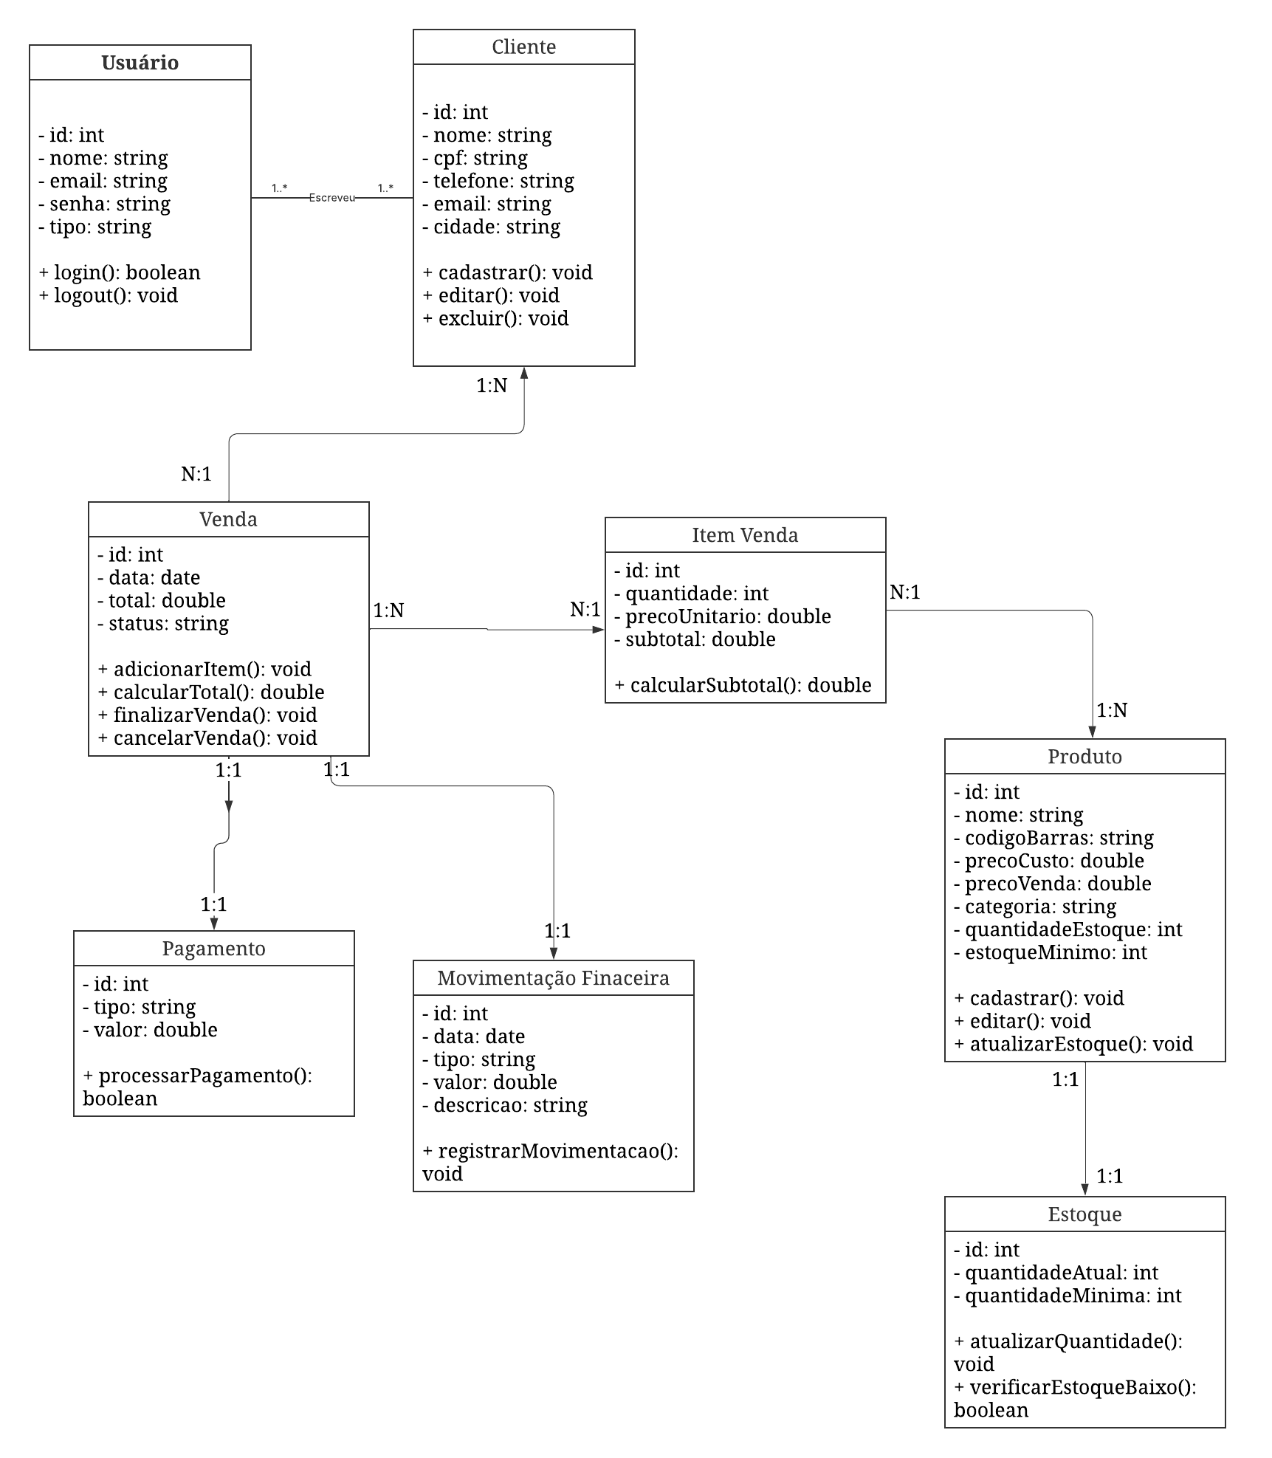 Usuário
- id: int
- nome: string
- email: string
- senha: string
- tipo: string
+ login(): boolean
+ logout(): void
1..*
Escreveu
1..*
Cliente
- id: int
- nome: string
- cpf: string
- telefone: string
- email: string
- cidade: string
+ cadastrar(): void
+ editar(): void
+ excluir(): void
1:N
N:1
Venda
- id: int
- data: date
- total: double
- status: string
+ adicionarItem(): void
+ calcularTotal(): double
+ finalizarVenda(): void
+ cancelarVenda(): void
1:N
N:1
Item Venda
- id: int
- quantidade: int
- precoUnitario: double
- subtotal: double
+ calcularSubtotal(): double
N:1
1:N
Produto
- id: int
- nome: string
- codigoBarras: string
- precoCusto: double
- precoVenda: double
- categoria: string
- quantidadeEstoque: int
- estoqueMinimo: int
+ cadastrar(): void
+ editar(): void
+ atualizarEstoque(): void
1:1
1:1
1:1
1:1
Pagamento
- id: int
- tipo: string
- valor: double
+ processarPagamento():
boolean
Movimentação Finaceira
- id: int
- data: date
- tipo: string
- valor: double
- descricao: string
+ registrarMovimentacao():
void
1:1
1:1
Estoque
- id: int
- quantidadeAtual: int
- quantidadeMinima: int
+ atualizarQuantidade():
void
+ verificarEstoqueBaixo():
boolean